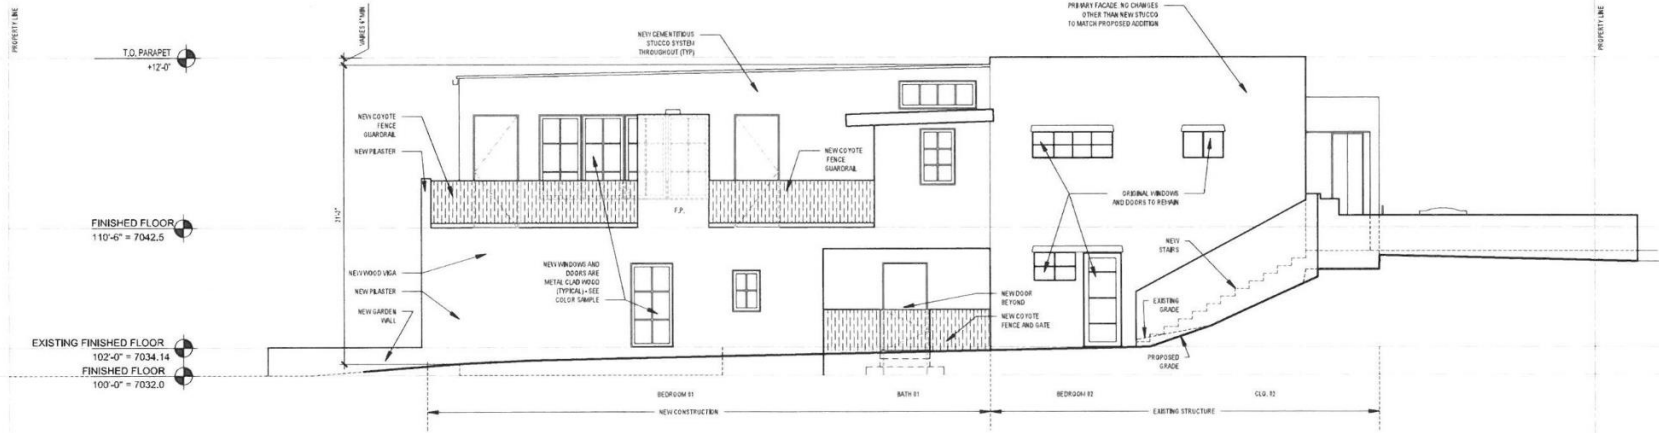 PROPERTY LINE
T.O. PARAPET
+12'-0"
NEW CEMENTITIOUS
STUCCO SYSTEM
THROUGHOUT (TYP)
PRIMARY FACADE: NO CHANGES
OTHER THAN NEW STUCCO
TO MATCH PROPOSED ADDITION
PROPERTY LINE
NEW COYOTE
FENCE
GUARDRAIL
NEW PILASTER
NEW COYOTE
FENCE
GUARDRAIL
ORIGINAL WINDOWS
AND DOORS TO REMAIN
F.P.
FINISHED FLOOR
110'-6" = 7042.5
NEW STAIRS
NEW WOOD VIGA
NEW PILASTER
NEW GARDEN
WALL
NEW WINDOWS AND
DOORS ARE
METAL CLAD WOOD
(TYPICAL) - SEE
COLOR SAMPLE
NEW DOOR
BEYOND
NEW COYOTE
FENCE AND GATE
EXISTING
GRADE
PROPOSED
GRADE
EXISTING FINISHED FLOOR
102'-0" = 7034.14
FINISHED FLOOR
100'-0" = 7032.0
BEDROOM 01
BATH 01
BEDROOM 02
NEW CONSTRUCTION
EXISTING STRUCTURE